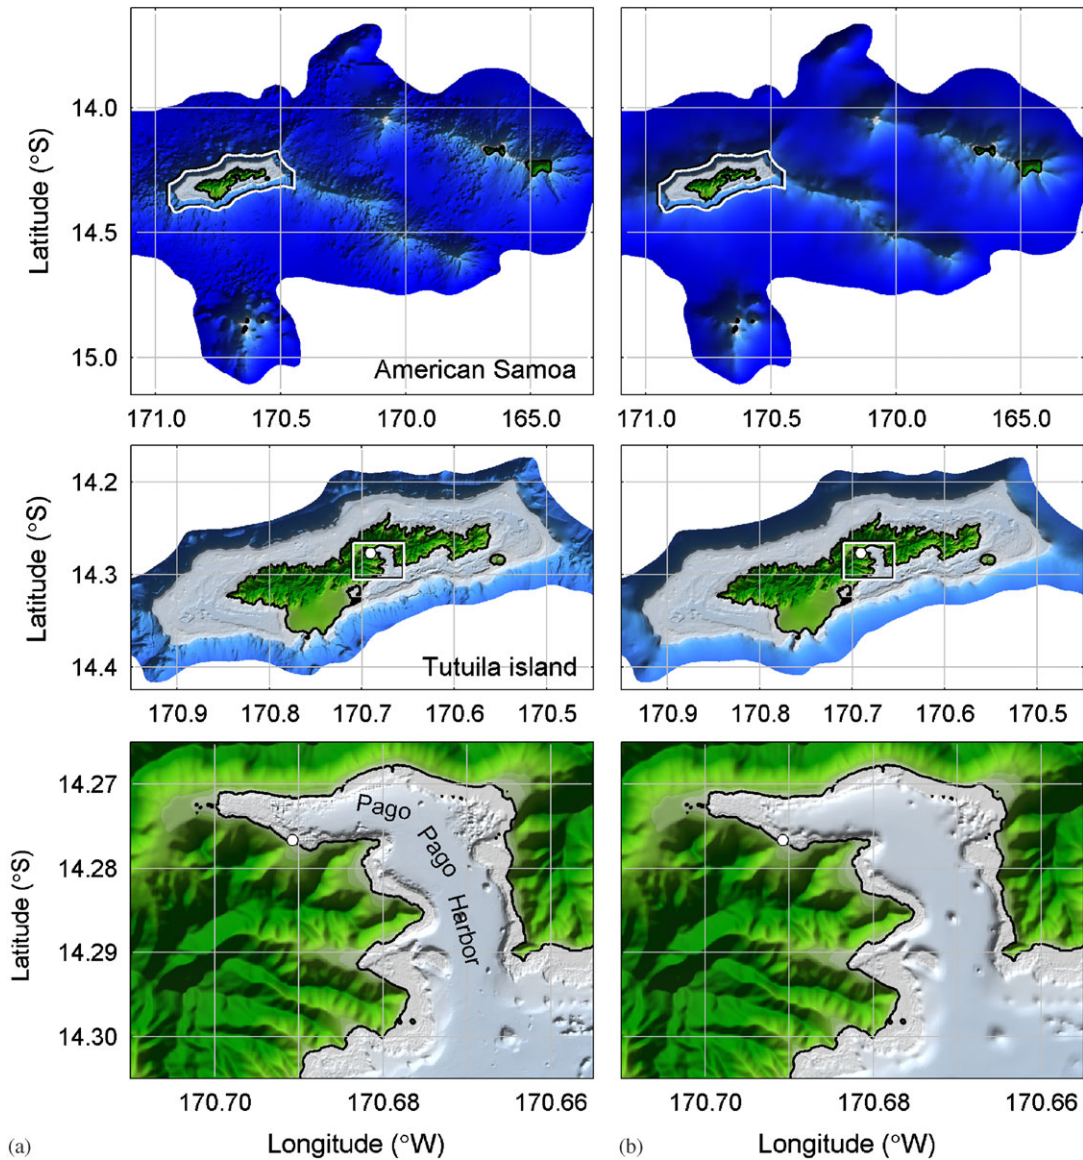 14.0
14.5
15.0
Latitude (°S)
American Samoa
171.0 170.5 170.0 165.0
171.0 170.5 170.0 165.0
14.2
14.3
14.4
Latitude (°S)
Tutuila island
170.9 170.8 170.7 170.6 170.5
170.9 170.8 170.7 170.6 170.5
14.27
14.28
14.29
14.30
Latitude (°S)
Pago
Pago
Harbor
170.70 170.68 170.66
170.70 170.68 170.66
(a) Longitude (°W)
(b) Longitude (°W)